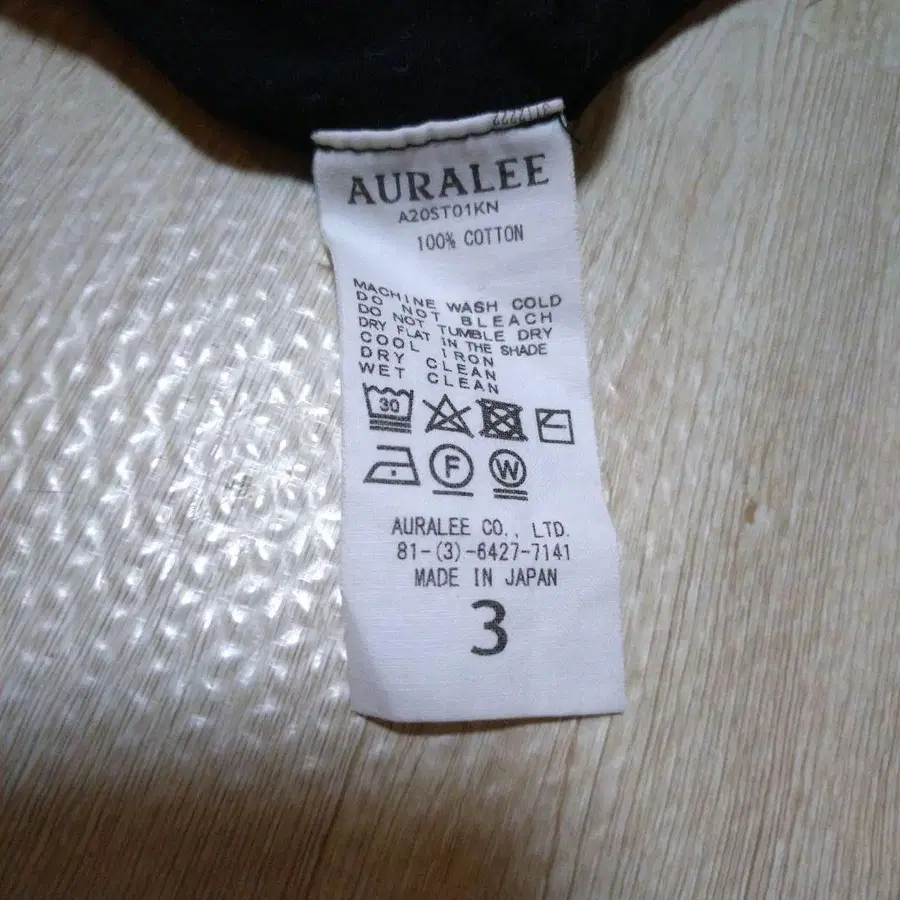 AURALEE
A20ST01KN
100% COTTON
MACHINE WASH COLD
DO NOT BLEACH
DO NOT TUMBLE DRY
DRY FLAT IN THE SHADE
COOL IRON
DRY CLEAN
WET CLEAN
30
F W
AURALEE CO., LTD.
81-(3)-6427-7141
MADE IN JAPAN
3